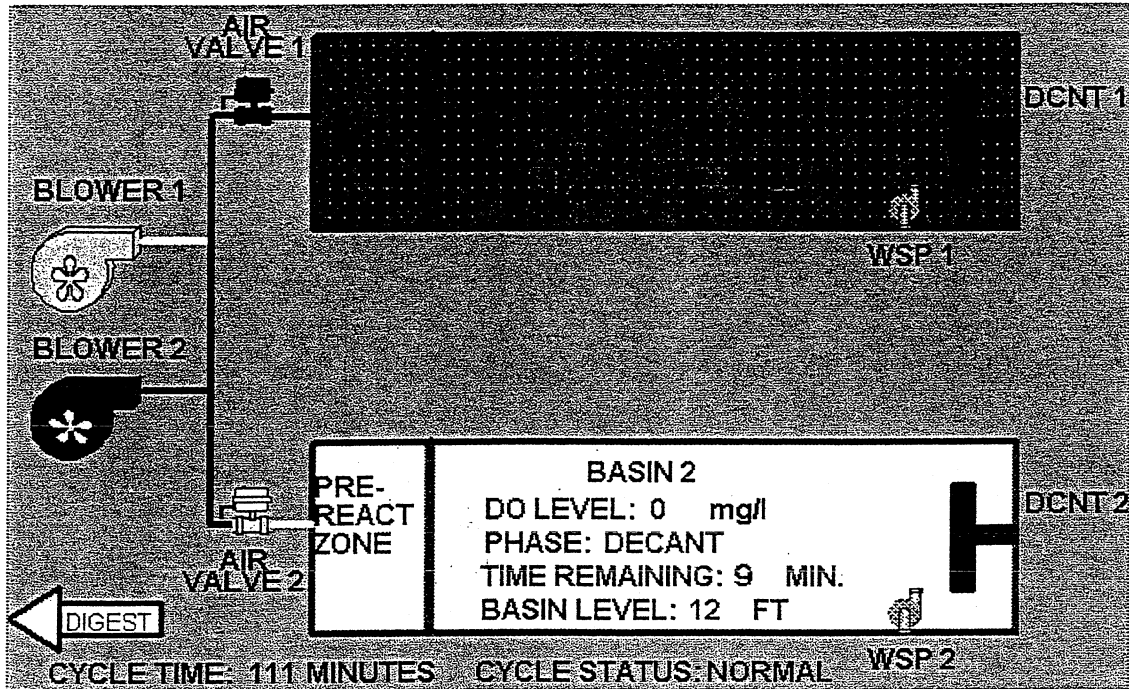 AIR
VALVE 1
DCNT 1
BLOWER 1
WSP 1
BLOWER 2
PRE-
REACT
ZONE
BASIN 2
DO LEVEL: 0 mg/l
PHASE: DECANT
TIME REMAINING: 9 MIN.
BASIN LEVEL: 12 FT
DCNT 2
AIR
VALVE 2
DIGEST
WSP 2
CYCLE TIME: 111 MINUTES CYCLE STATUS: NORMAL